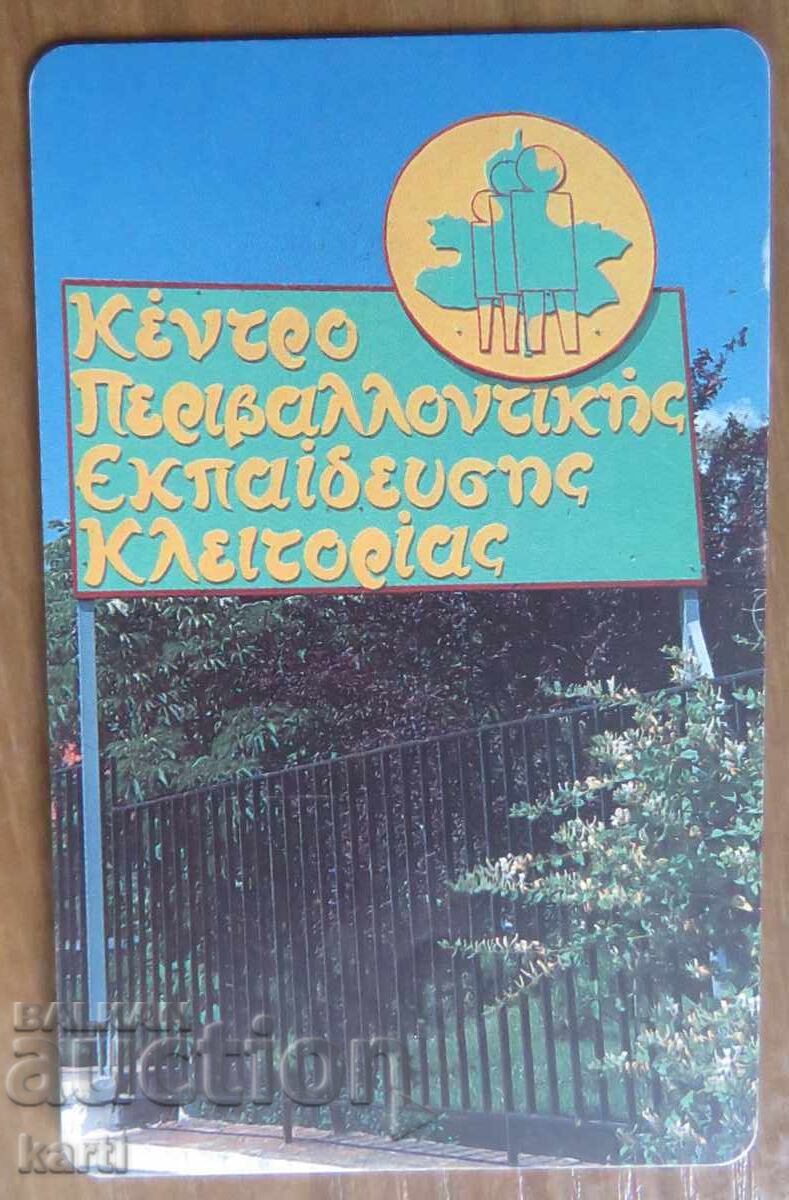 Κέντρο
Περιβαλλοντικής
Εκπαίδευσης
Κλειτορίας
BALKAN
auction
karti